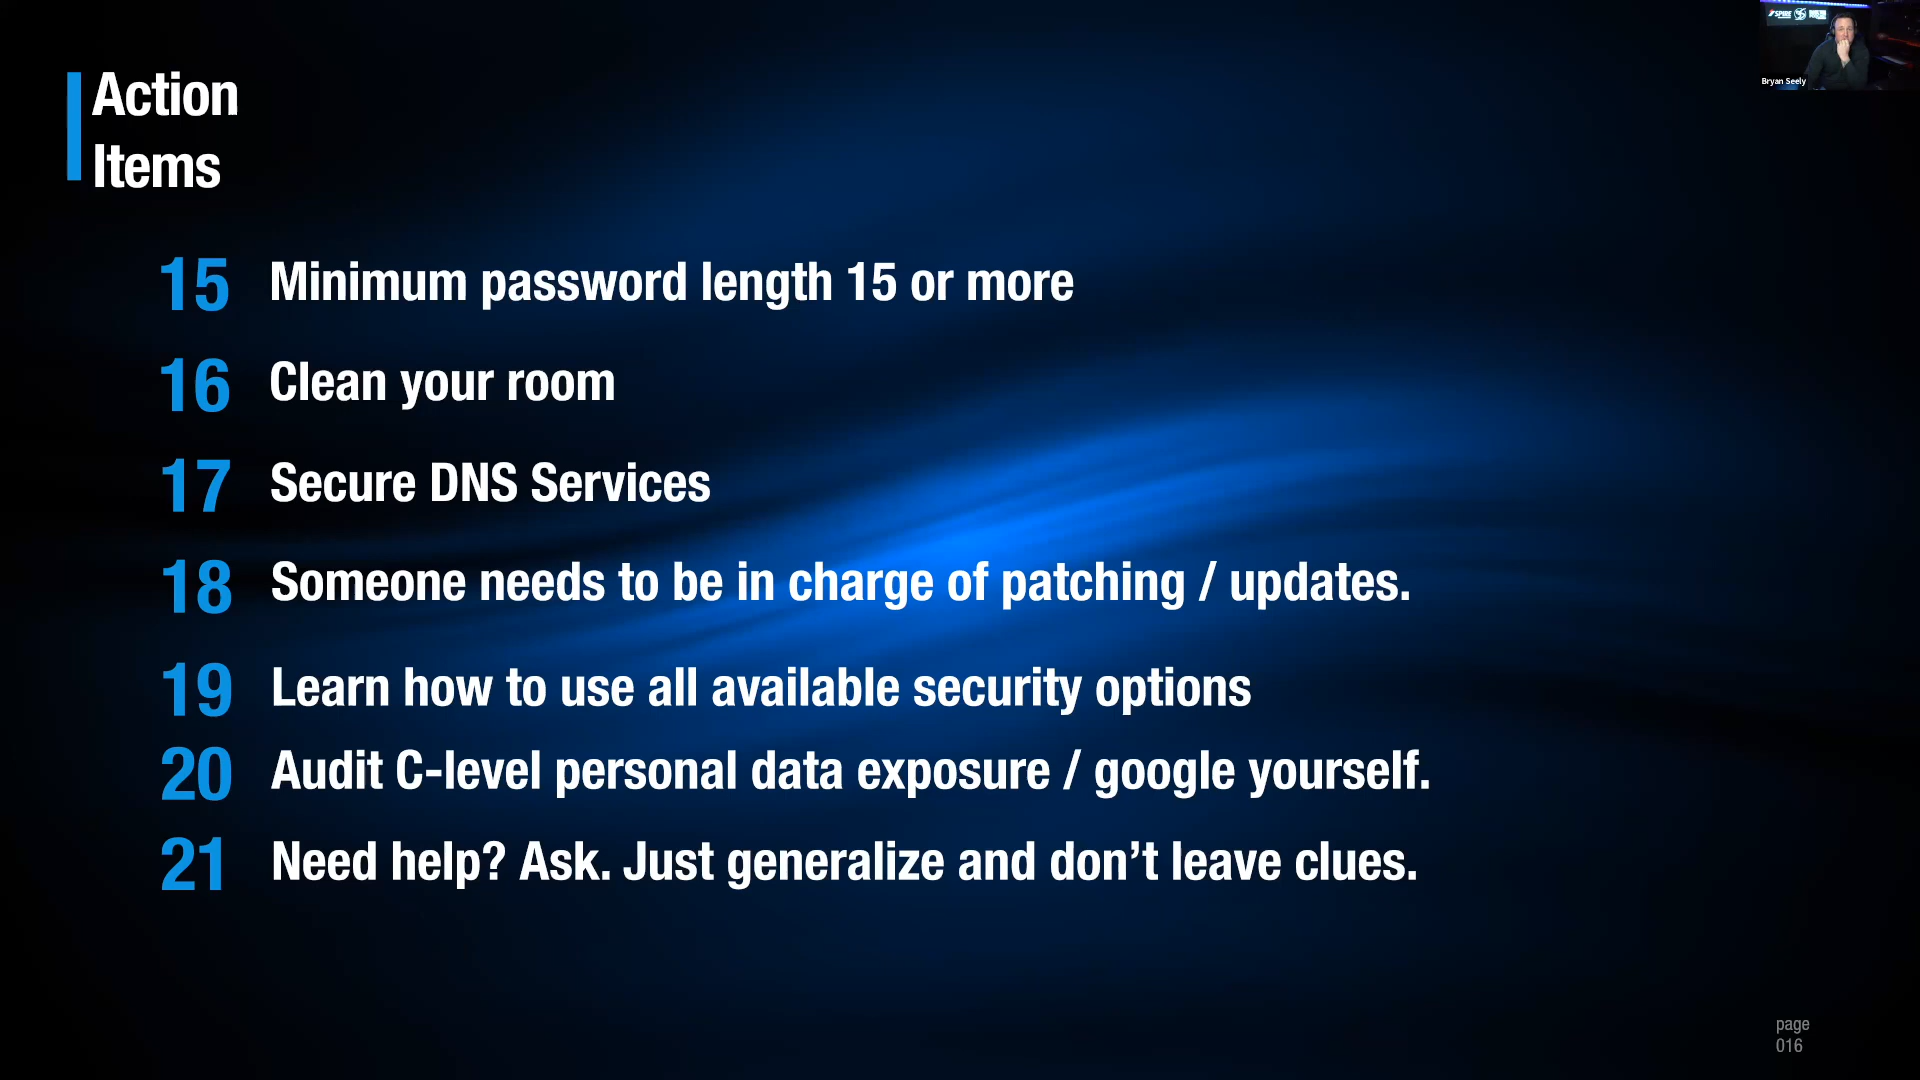 Action
Items
15 Minimum password length 15 or more
16 Clean your room
17 Secure DNS Services
18 Someone needs to be in charge of patching / updates.
19 Learn how to use all available security options
20 Audit C-level personal data exposure / google yourself.
21 Need help? Ask. Just generalize and don’t leave clues.
Bryan Seely
page
016